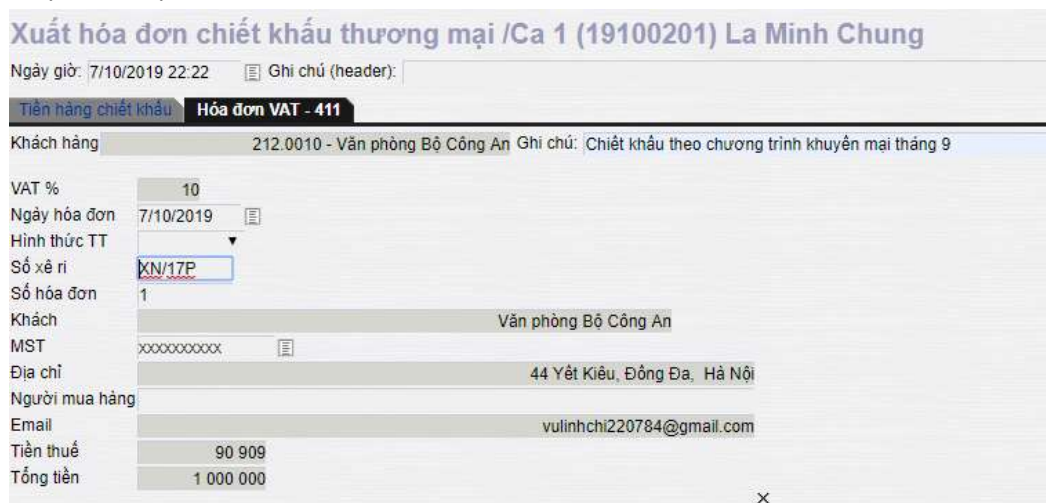 Xuất hóa đơn chiết khấu thương mại /Ca 1 (19100201) La Minh Chung
Ngày giờ: 7/10/2019 22:22 Ghi chú (header):
Tiền hàng chiết khấu Hóa đơn VAT - 411
Khách hàng 212.0010 - Văn phòng Bộ Công An Ghi chú: Chiết khấu theo chương trình khuyến mại tháng 9
VAT % 10
Ngày hóa đơn 7/10/2019
Hình thức TT
Số xê ri XN/17P
Số hóa đơn 1
Khách Văn phòng Bộ Công An
MST xxxxxxxxxx
Địa chỉ 44 Yết Kiêu, Đống Đa, Hà Nội
Người mua hàng
Email vulinhchi220784@gmail.com
Tiền thuế 90 909
Tổng tiền 1 000 000